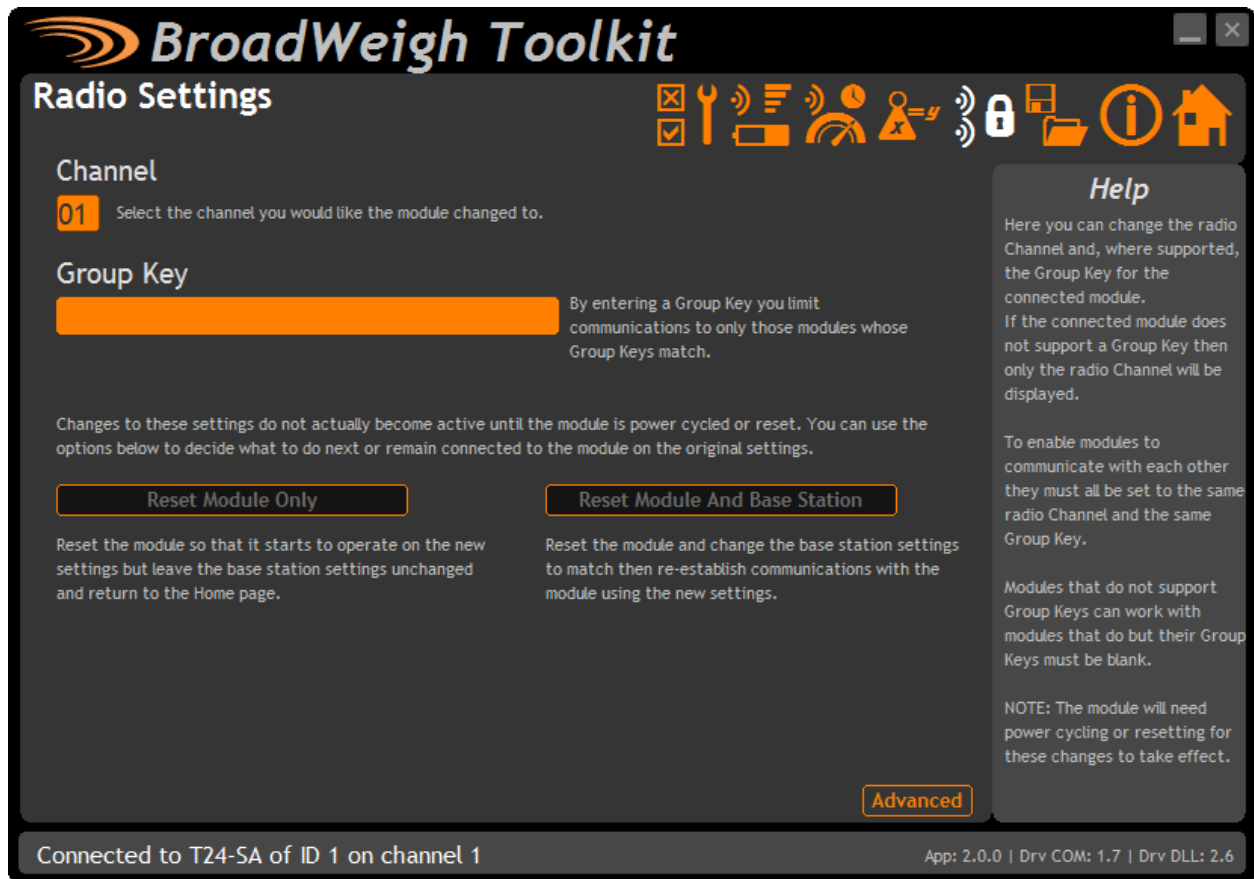 BroadWeigh Toolkit
Radio Settings
x=y
Channel
01
Select the channel you would like the module changed to.
Group Key
By entering a Group Key you limit
communications to only those modules whose
Group Keys match.
Changes to these settings do not actually become active until the module is power cycled or reset. You can use the
options below to decide what to do next or remain connected to the module on the original settings.
Reset Module Only
Reset the module so that it starts to operate on the new
settings but leave the base station settings unchanged
and return to the Home page.
Reset Module And Base Station
Reset the module and change the base station settings
to match then re-establish communications with the
module using the new settings.
Advanced
Help
Here you can change the radio
Channel and, where supported,
the Group Key for the
connected module.
If the connected module does
not support a Group Key then
only the radio Channel will be
displayed.
To enable modules to
communicate with each other
they must all be set to the same
radio Channel and the same
Group Key.
Modules that do not support
Group Keys can work with
modules that do but their Group
Keys must be blank.
NOTE: The module will need
power cycling or resetting for
these changes to take effect.
Connected to T24-SA of ID 1 on channel 1
App: 2.0.0 | Drv COM: 1.7 | Drv DLL: 2.6